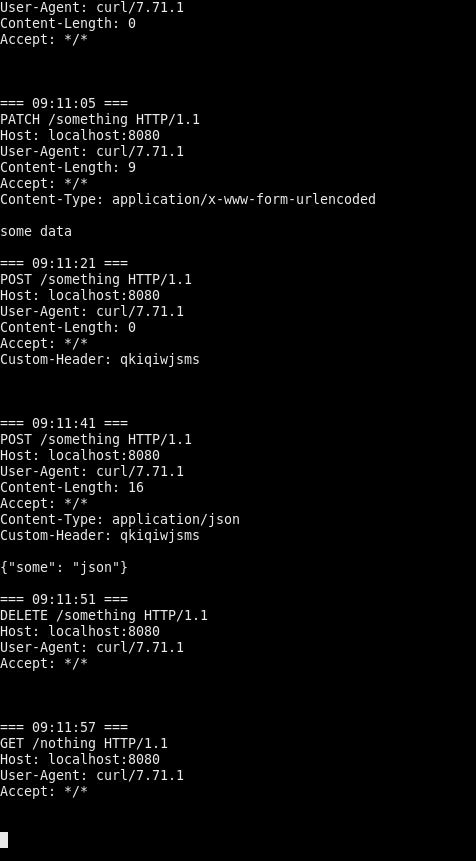 User-Agent: curl/7.71.1
Content-Length: 0
Accept: */*
=== 09:11:05 ===
PATCH /something HTTP/1.1
Host: localhost:8080
User-Agent: curl/7.71.1
Content-Length: 9
Accept: */*
Content-Type: application/x-www-form-urlencoded
some data
=== 09:11:21 ===
POST /something HTTP/1.1
Host: localhost:8080
User-Agent: curl/7.71.1
Content-Length: 0
Accept: */*
Custom-Header: qkiqiwjsms
=== 09:11:41 ===
POST /something HTTP/1.1
Host: localhost:8080
User-Agent: curl/7.71.1
Content-Length: 16
Accept: */*
Content-Type: application/json
Custom-Header: qkiqiwjsms
{"some": "json"}
=== 09:11:51 ===
DELETE /something HTTP/1.1
Host: localhost:8080
User-Agent: curl/7.71.1
Accept: */*
=== 09:11:57 ===
GET /nothing HTTP/1.1
Host: localhost:8080
User-Agent: curl/7.71.1
Accept: */*